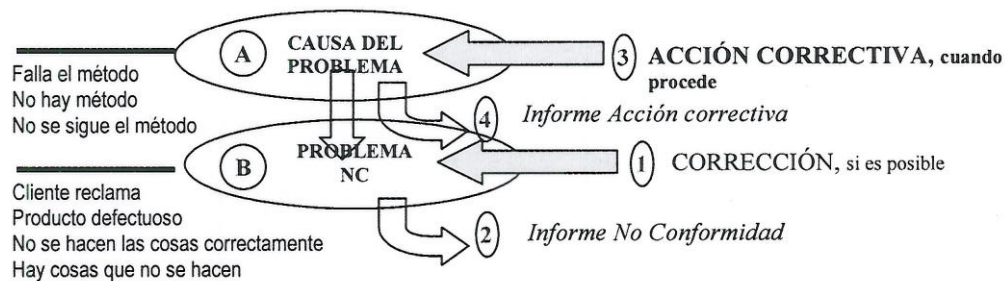 A
CAUSA DEL
PROBLEMA
3
ACCIÓN CORRECTIVA, cuando
procede
Falla el método
No hay método
No se sigue el método
4
Informe Acción correctiva
B
PROBLEMA
NC
1
CORRECCIÓN, si es posible
Cliente reclama
Producto defectuoso
No se hacen las cosas correctamente
Hay cosas que no se hacen
2
Informe No Conformidad